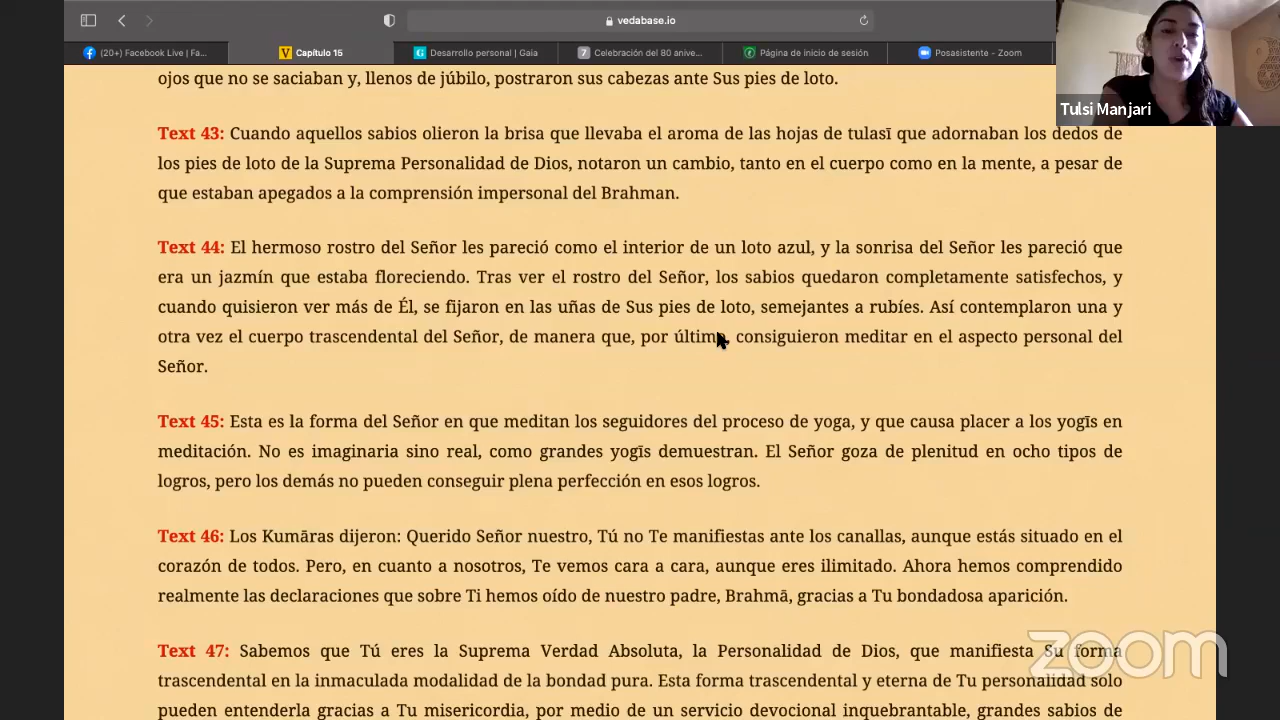 vedabase.io
(20+) Facebook Live | Fa...
Capítulo 15
Desarrollo personal | Gaia
Celebración del 80 anive...
Página de inicio de sesión
Posasistente - Zoom
Tulsi Manjari
ojos que no se saciaban y, llenos de júbilo, postraron sus cabezas ante Sus pies de loto.
Text 43: Cuando aquellos sabios olieron la brisa que llevaba el aroma de las hojas de tulasī que adornaban los dedos de
los pies de loto de la Suprema Personalidad de Dios, notaron un cambio, tanto en el cuerpo como en la mente, a pesar de
que estaban apegados a la comprensión impersonal del Brahman.
Text 44: El hermoso rostro del Señor les pareció como el interior de un loto azul, y la sonrisa del Señor les pareció que
era un jazmín que estaba floreciendo. Tras ver el rostro del Señor, los sabios quedaron completamente satisfechos, y
cuando quisieron ver más de Él, se fijaron en las uñas de Sus pies de loto, semejantes a rubíes. Así contemplaron una y
otra vez el cuerpo trascendental del Señor, de manera que, por último, consiguieron meditar en el aspecto personal del
Señor.
Text 45: Esta es la forma del Señor en que meditan los seguidores del proceso de yoga, y que causa placer a los yogīs en
meditación. No es imaginaria sino real, como grandes yogīs demuestran. El Señor goza de plenitud en ocho tipos de
logros, pero los demás no pueden conseguir plena perfección en esos logros.
Text 46: Los Kumāras dijeron: Querido Señor nuestro, Tú no Te manifiestas ante los canallas, aunque estás situado en el
corazón de todos. Pero, en cuanto a nosotros, Te vemos cara a cara, aunque eres ilimitado. Ahora hemos comprendido
realmente las declaraciones que sobre Ti hemos oído de nuestro padre, Brahmā, gracias a Tu bondadosa aparición.
Text 47: Sabemos que Tú eres la Suprema Verdad Absoluta, la Personalidad de Dios, que manifiesta Su forma
trascendental en la inmaculada modalidad de la bondad pura. Esta forma trascendental y eterna de Tu personalidad solo
pueden entenderla gracias a Tu misericordia, por medio de un servicio devocional inquebrantable, grandes sabios de
zoom